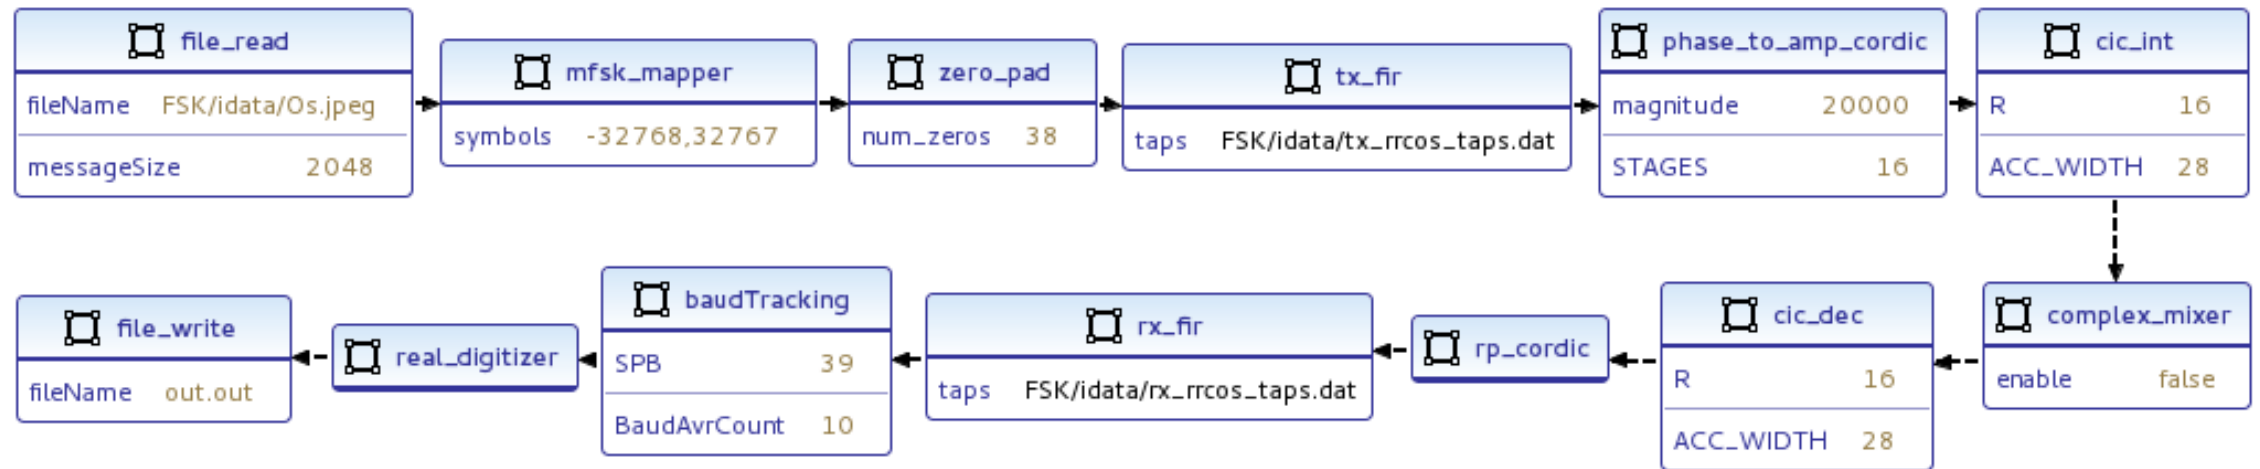 file_read
fileName FSK/idata/Os.jpeg
messageSize 2048
mfsk_mapper
symbols -32768,32767
zero_pad
num_zeros 38
tx_fir
taps FSK/idata/tx_rrcos_taps.dat
phase_to_amp_cordic
magnitude 20000
STAGES 16
cic_int
R 16
ACC_WIDTH 28
file_write
fileName out.out
real_digitizer
baudTracking
SPB 39
BaudAvrCount 10
rx_fir
taps FSK/idata/rx_rrcos_taps.dat
rp_cordic
cic_dec
R 16
ACC_WIDTH 28
complex_mixer
enable false